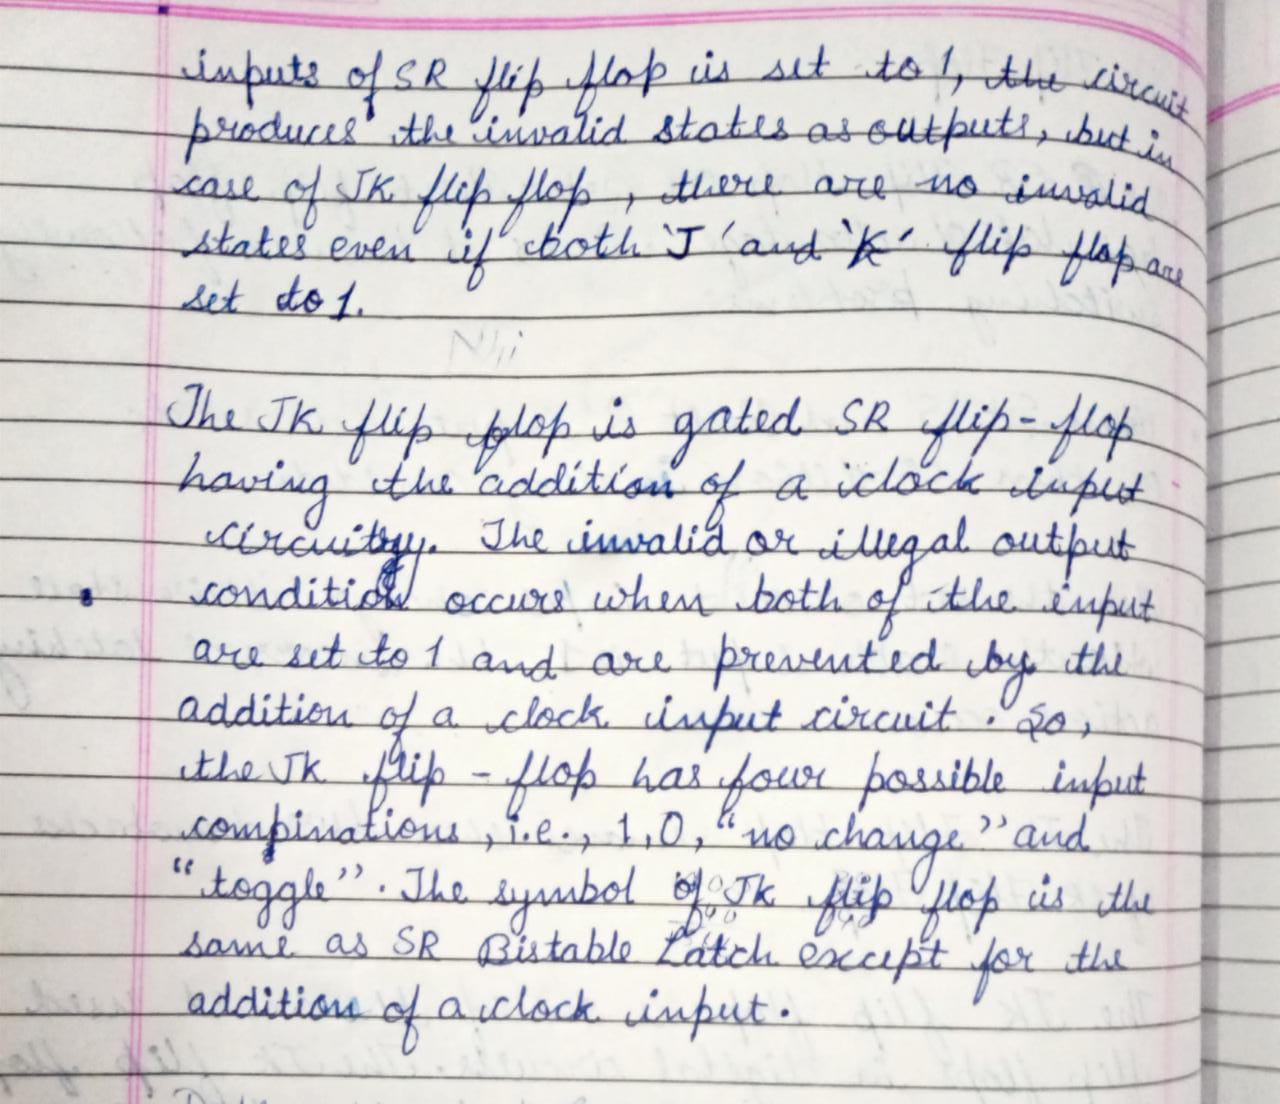 inputs of SR flip flop is set to 1, the circuit
produces the invalid states as outputs, but in
case of JK flip flop, there are no invalid
states even if both 'J' and 'K' flip flop are
set to 1.
The JK flip flop is gated SR flip-flop
having the addition of a clock input
circuitry. The invalid or illegal output
condition occurs when both of the input
are set to 1 and are prevented by the
addition of a clock input circuit. So,
the JK flip - flop has four possible input
compinations, i.e., 1,0, "no change" and
"toggle". The symbol of JK flip flop is the
same as SR Bistable Latch except for the
addition of a clock input.